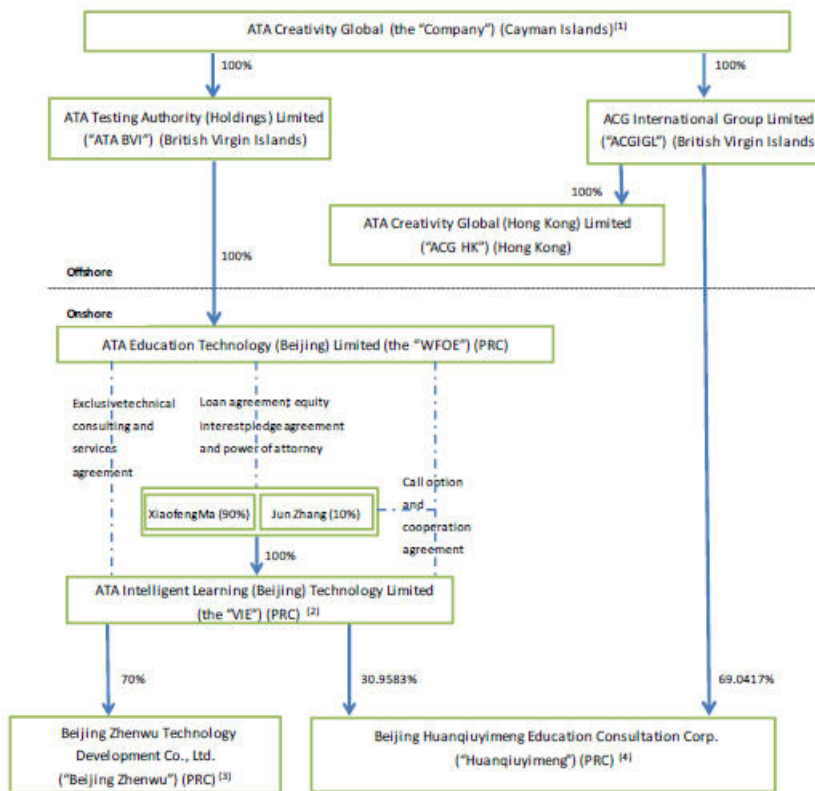 ATA Creativity Global (the "Company") (Cayman Islands)(1)
100%
100%
ATA Testing Authority (Holdings) Limited
("ATA BVI") (British Virgin Islands)
ACG International Group Limited
("ACGIGL") (British Virgin Islands
100%
ATA Creativity Global (Hong Kong) Limited
("ACG HK") (Hong Kong)
100%
Offshore
Onshore
ATA Education Technology (Beijing) Limited (the "WFOE") (PRC)
Exclusivetechnical
consulting and
services
agreement
Loan agreement, equity
interestpledge agreement
and power of attorney
Call option
and
cooperation
agreement
XiaofengMa (90%)
Jun Zhang (10%)
100%
ATA Intelligent Learning (Beijing) Technology Limited
(the "VIE") (PRC) (2)
70%
30.9583%
69.0417%
Beijing Zhenwu Technology
Development Co., Ltd.
("Beijing Zhenwu") (PRC) (3)
Beijing Huanqiuyimeng Education Consultation Corp.
("Huanqiuyimeng") (PRC) (4)